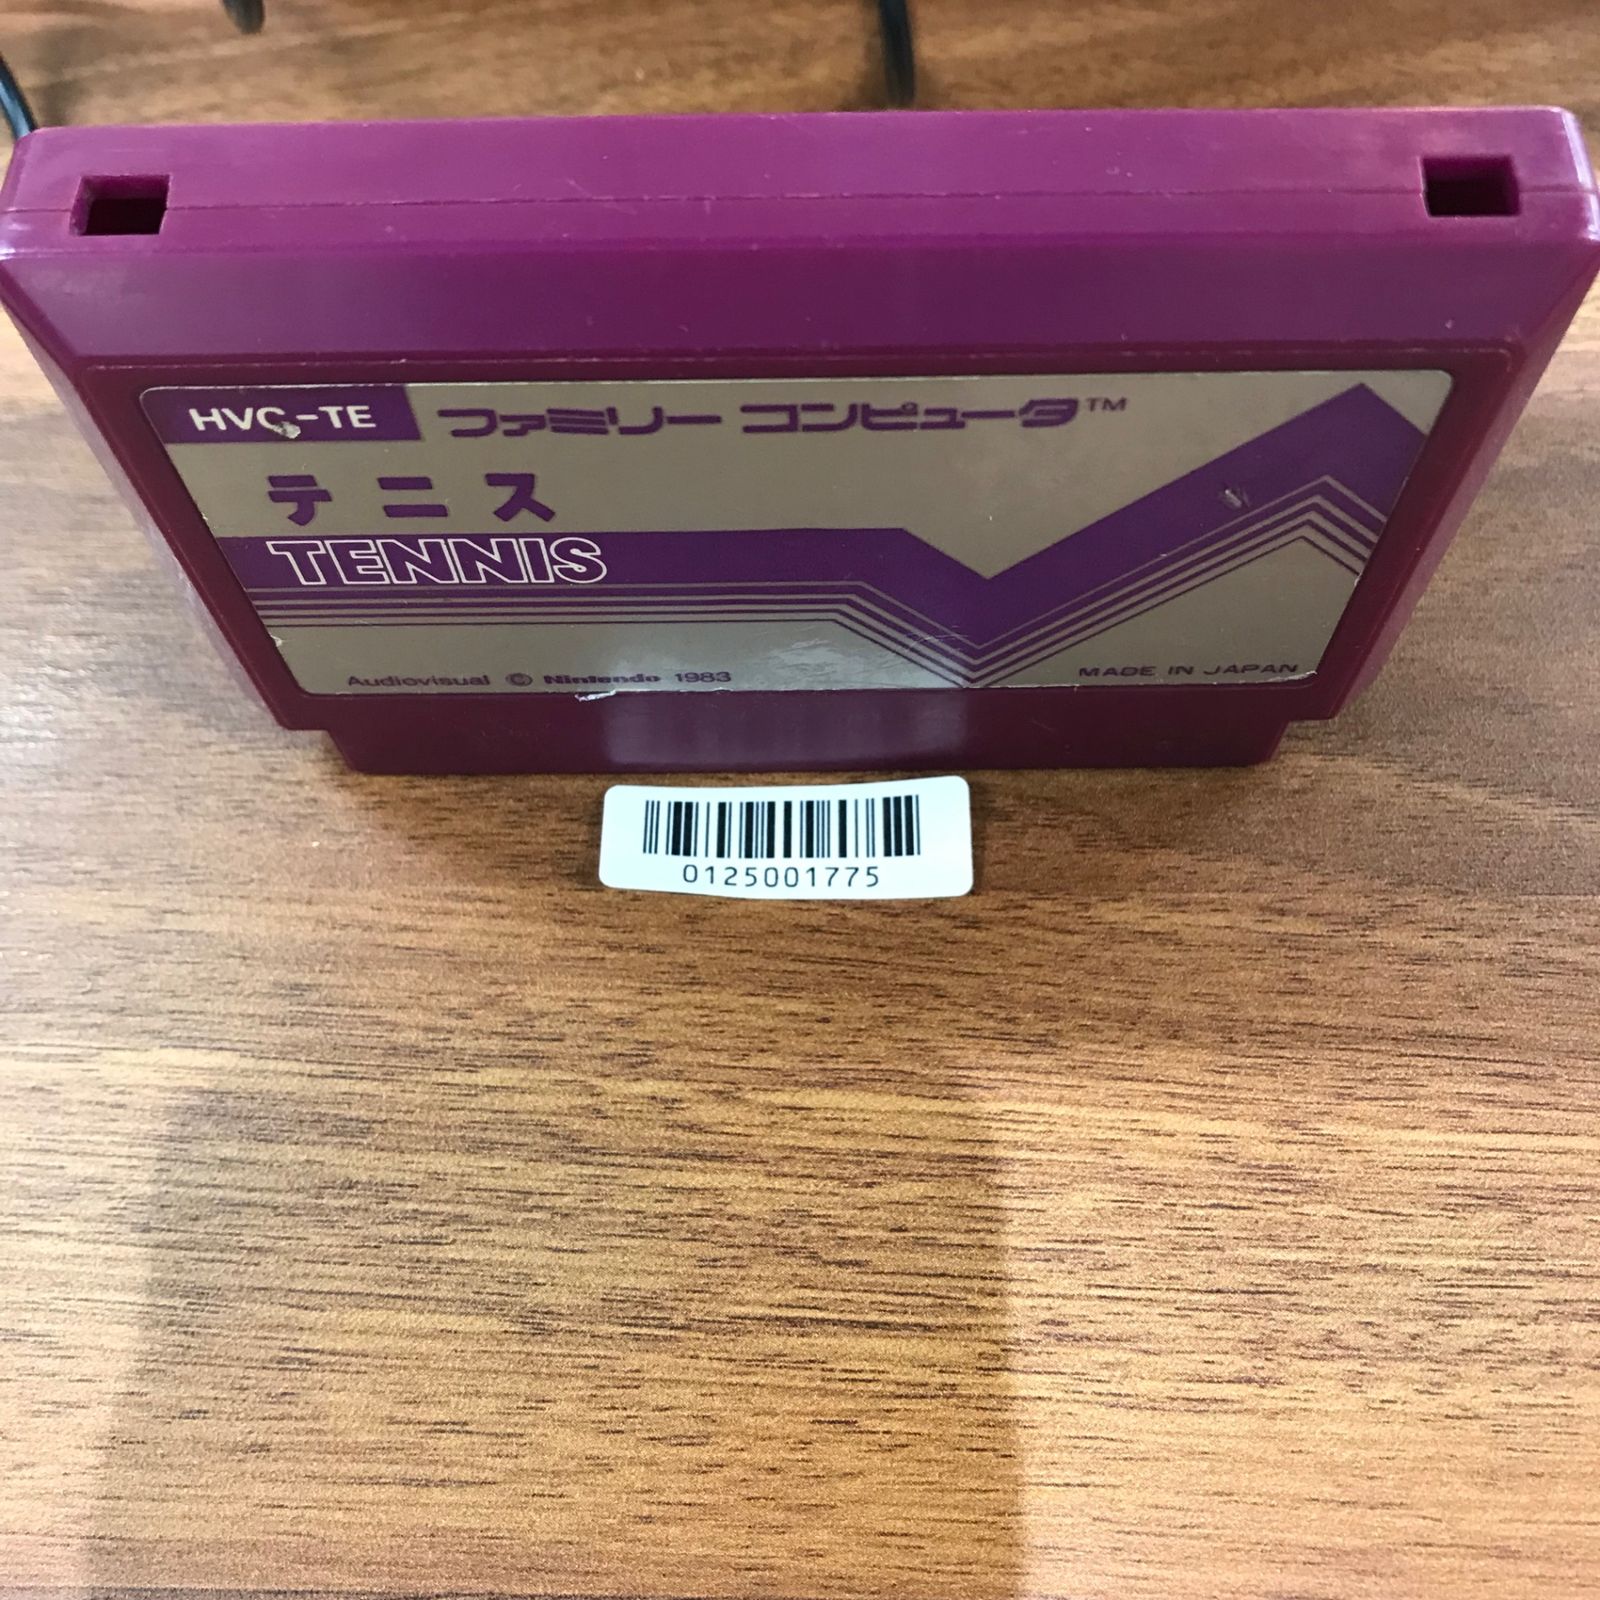 HVC-TE ファミリー コンピュータ™
テニス
TENNIS
Audiovisual © Nintendo 1983 MADE IN JAPAN
0125001775